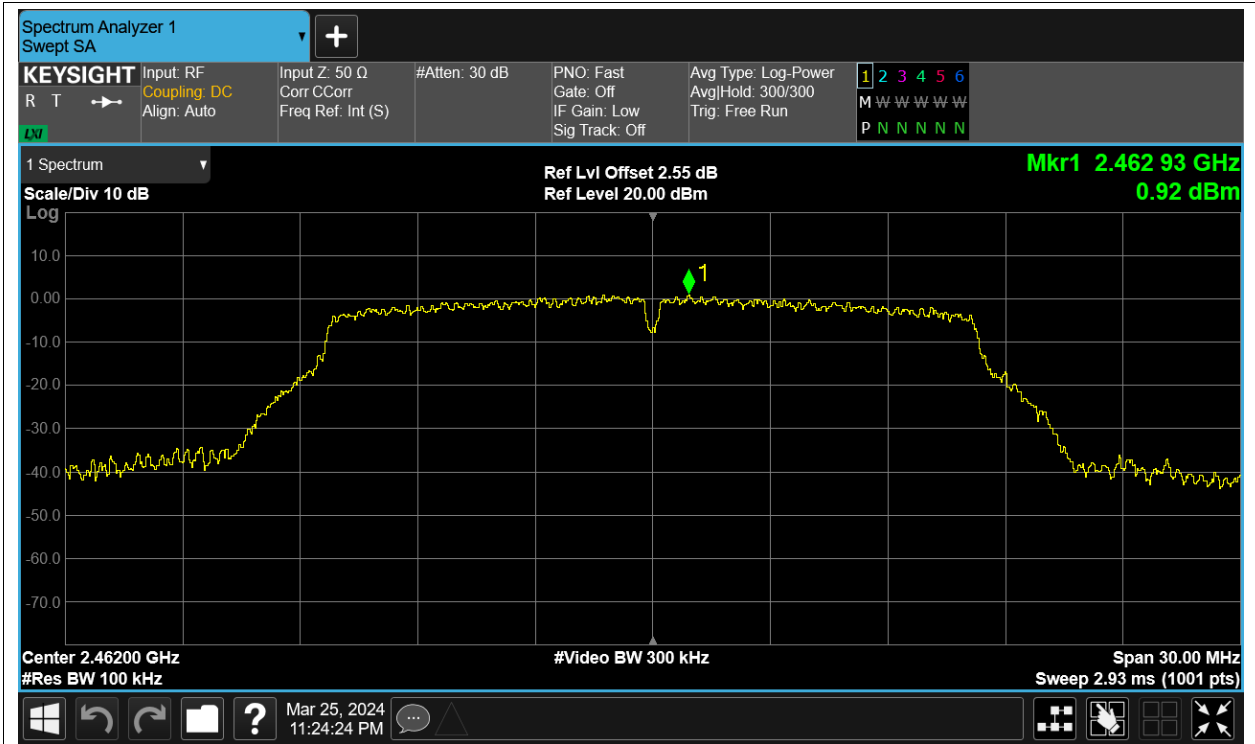 Spectrum Analyzer 1
Swept SA
+
KEYSIGHT
R T
LXI
Input: RF
Coupling: DC
Align: Auto
Input Z: 50 Ω
Corr CCorr
Freq Ref: Int (S)
#Atten: 30 dB
PNO: Fast
Gate: Off
IF Gain: Low
Sig Track: Off
Avg Type: Log-Power
Avg|Hold: 300/300
Trig: Free Run
1 2 3 4 5 6
M W W W W W
P N N N N N
1 Spectrum
Scale/Div 10 dB
Log
Ref Lvl Offset 2.55 dB
Ref Level 20.00 dBm
Mkr1 2.462 93 GHz
0.92 dBm
1
10.0
0.00
-10.0
-20.0
-30.0
-40.0
-50.0
-60.0
-70.0
Center 2.46200 GHz
#Res BW 100 kHz
#Video BW 300 kHz
Span 30.00 MHz
Sweep 2.93 ms (1001 pts)
?
Mar 25, 2024
11:24:24 PM